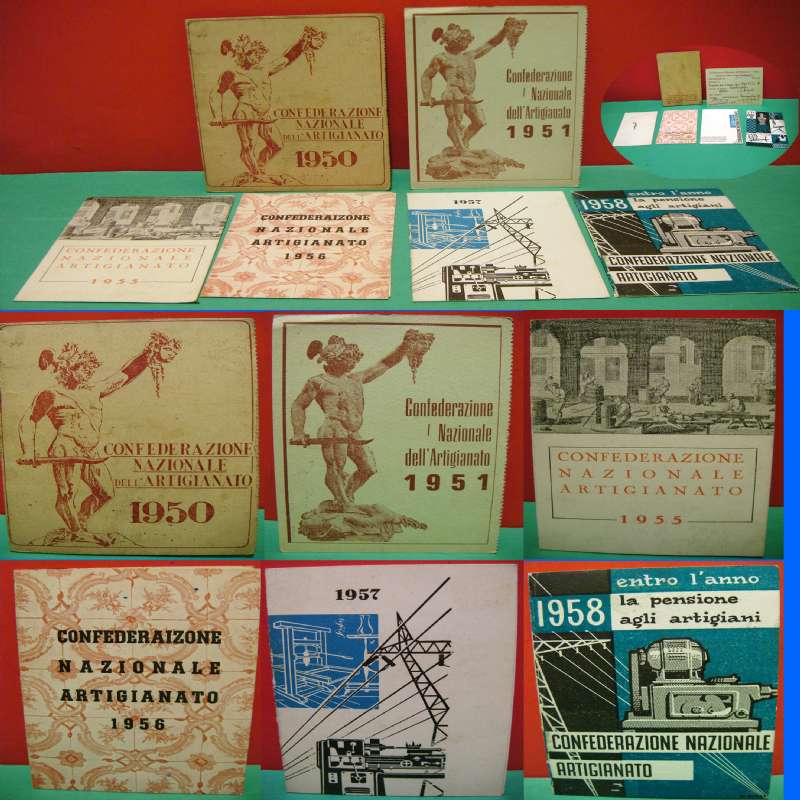 CONFEDERAZIONE
NAZIONALE
DELL'ARTIGIANATO
1950
Confederazione
Nazionale
dell'Artigianato
1951
CONFEDERAZIONE
NAZIONALE
ARTIGIANATO
1955
CONFEDERAIZONE
NAZIONALE
ARTIGIANATO
1956
1957
entro l'anno
1958 la pensione
agli artigiani
CONFEDERAZIONE NAZIONALE
ARTIGIANATO
CONFEDERAZIONE
NAZIONALE
DELL'ARTIGIANATO
1950
Confederazione
Nazionale
dell'Artigianato
1951
CONFEDERAZIONE
NAZIONALE
ARTIGIANATO
1955
CONFEDERAIZONE
NAZIONALE
ARTIGIANATO
1956
1957
entro l'anno
1958 la pensione
agli artigiani
CONFEDERAZIONE NAZIONALE
ARTIGIANATO